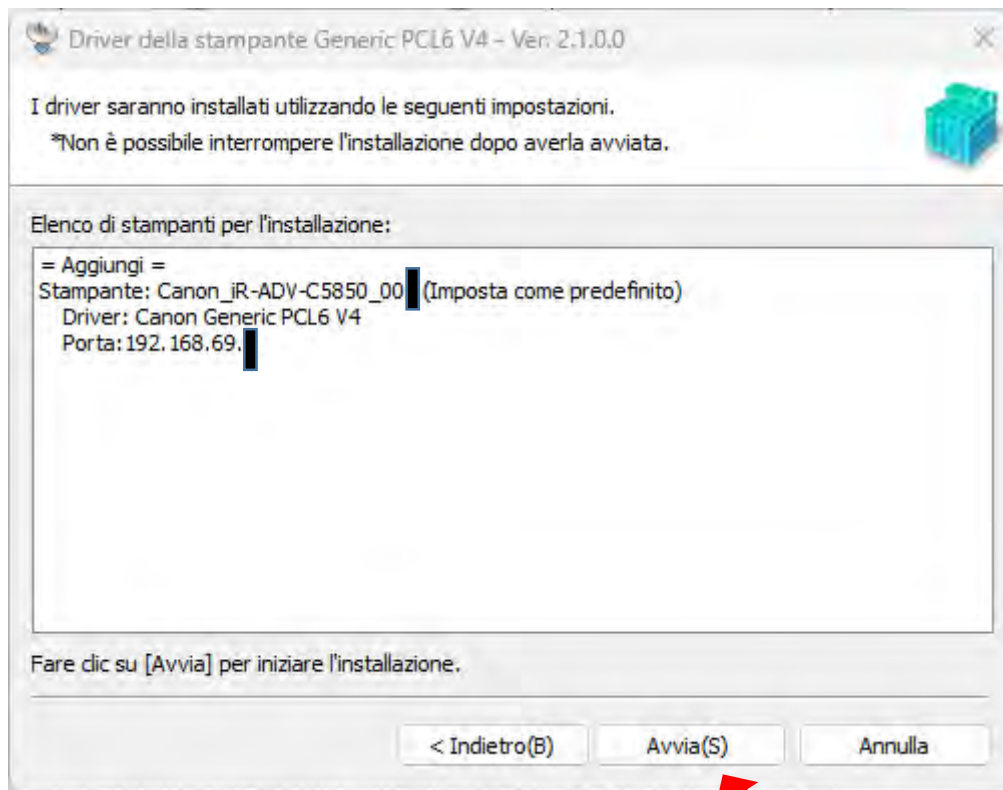 Driver della stampante Generic PCL6 V4 - Ver. 2.1.0.0
I driver saranno installati utilizzando le seguenti impostazioni.
*Non è possibile interrompere l'installazione dopo averla avviata.
Elenco di stampanti per l'installazione:
= Aggiungi =
Stampante: Canon_iR-ADV-C5850_00 (Imposta come predefinito)
Driver: Canon Generic PCL6 V4
Porta:192.168.69.
Fare clic su [Avvia] per iniziare l'installazione.
< Indietro(B) Avvia(S) Annulla